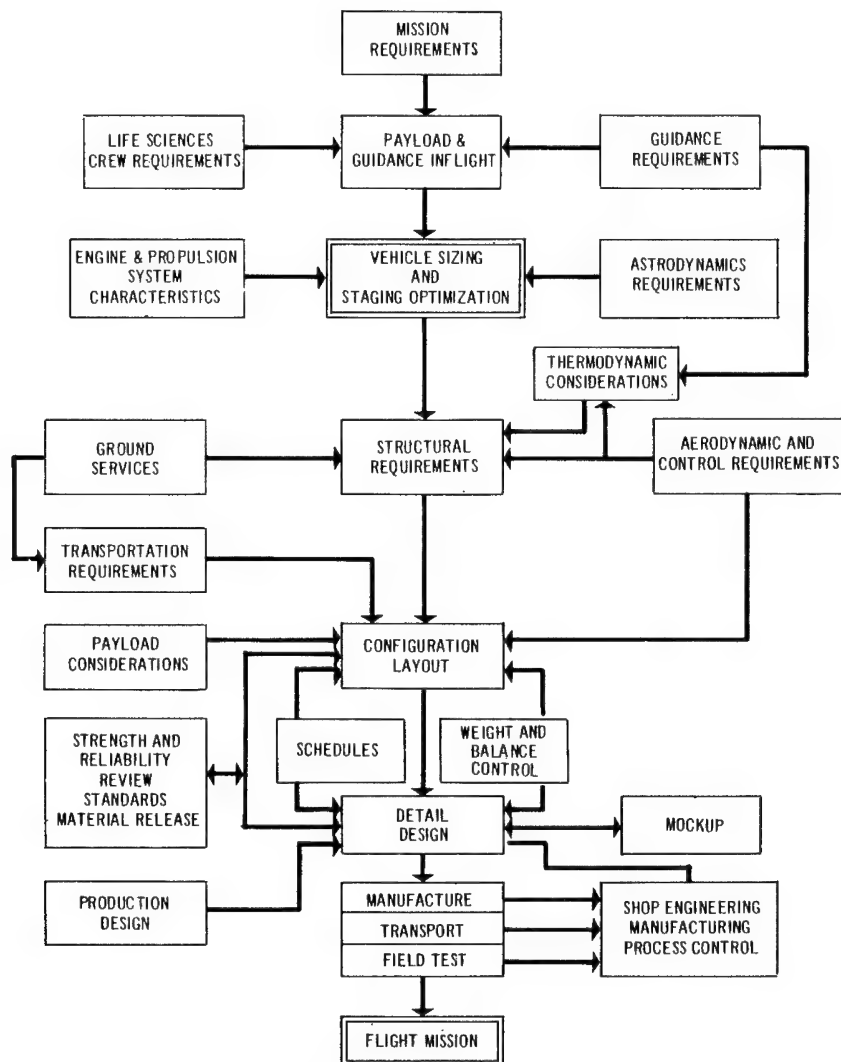 MISSION
REQUIREMENTS
LIFE SCIENCES
CREW REQUIREMENTS
PAYLOAD &
GUIDANCE INFLIGHT
GUIDANCE
REQUIREMENTS
ENGINE & PROPULSION
SYSTEM
CHARACTERISTICS
VEHICLE SIZING
AND
STAGING OPTIMIZATION
ASTRODYNAMICS
REQUIREMENTS
THERMODYNAMIC
CONSIDERATIONS
GROUND
SERVICES
STRUCTURAL
REQUIREMENTS
AERODYNAMIC AND
CONTROL REQUIREMENTS
TRANSPORTATION
REQUIREMENTS
PAYLOAD
CONSIDERATIONS
CONFIGURATION
LAYOUT
STRENGTH AND
RELIABILITY
REVIEW
STANDARDS
MATERIAL RELEASE
SCHEDULES
WEIGHT AND
BALANCE
CONTROL
DETAIL
DESIGN
MOCKUP
PRODUCTION
DESIGN
MANUFACTURE
TRANSPORT
FIELD TEST
SHOP ENGINEERING
MANUFACTURING
PROCESS CONTROL
FLIGHT MISSION